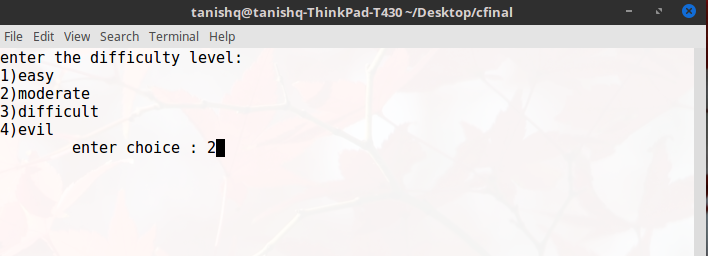 tanishq@tanishq-ThinkPad-T430 ~/Desktop/cfinal
File Edit View Search Terminal Help
enter the difficulty level:
1)easy
2)moderate
3)difficult
4)evil
enter choice : 2